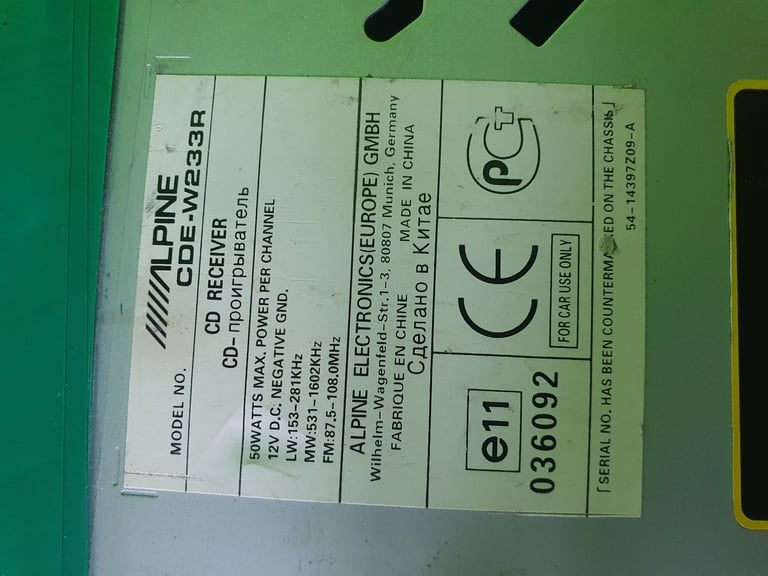 MODEL NO. ALPINE
CDE-W233R
CD RECEIVER
CD-проигрыватель
50WATTS MAX. POWER PER CHANNEL
12V D.C. NEGATIVE GND.
LW:153-281KHz
MW:531-1602KHz
FM:87.5-108.0MHz
ALPINE ELECTRONICS(EUROPE) GMBH
Wilhelm-Wagenfeld-Str.1-3, 80807 Munich, Germany
FABRIQUE EN CHINE MADE IN CHINA
Сделано в Китае
e11
036092
CE
FOR CAR USE ONLY
PC+
「SERIAL NO. HAS BEEN COUNTERMARKED ON THE CHASSIS」
54-14397Z09-A